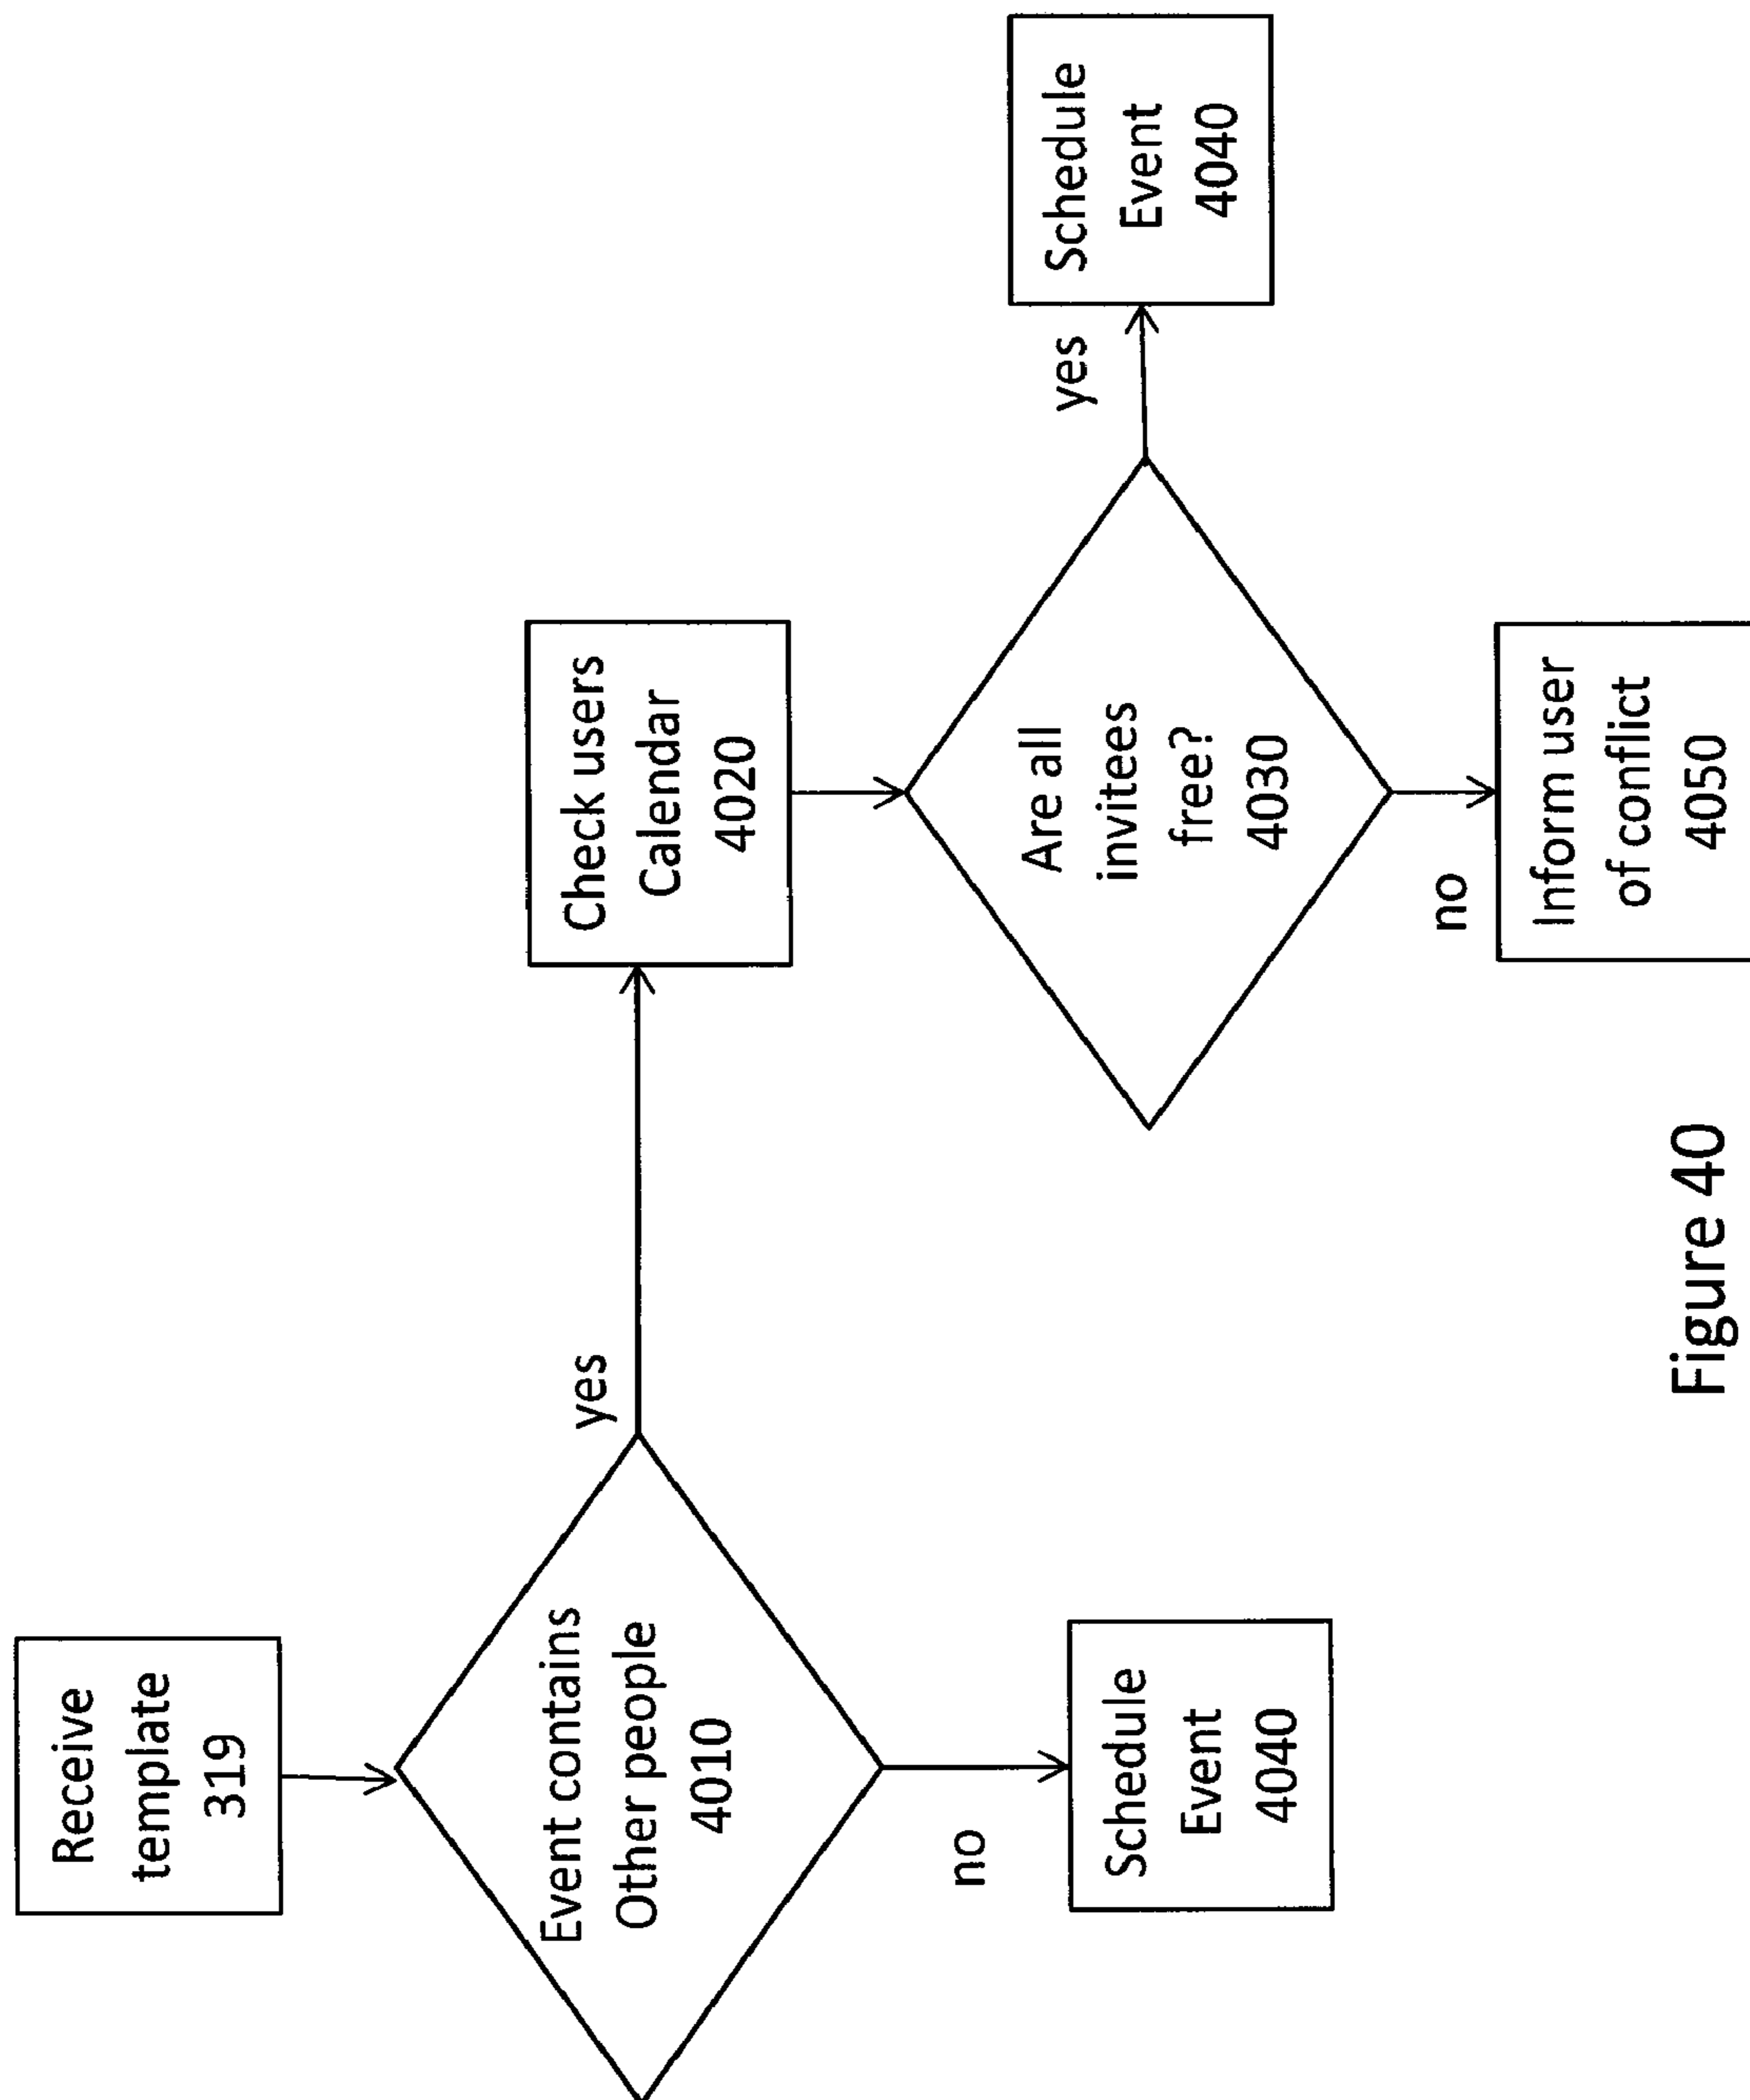 Receive
template
319
Event contains
Other people
4010
yes
no
Schedule
Event
4040
Check users
Calendar
4020
Are all
invitees
free?
4030
yes
no
Schedule
Event
4040
Inform user
of conflict
4050
Figure 40